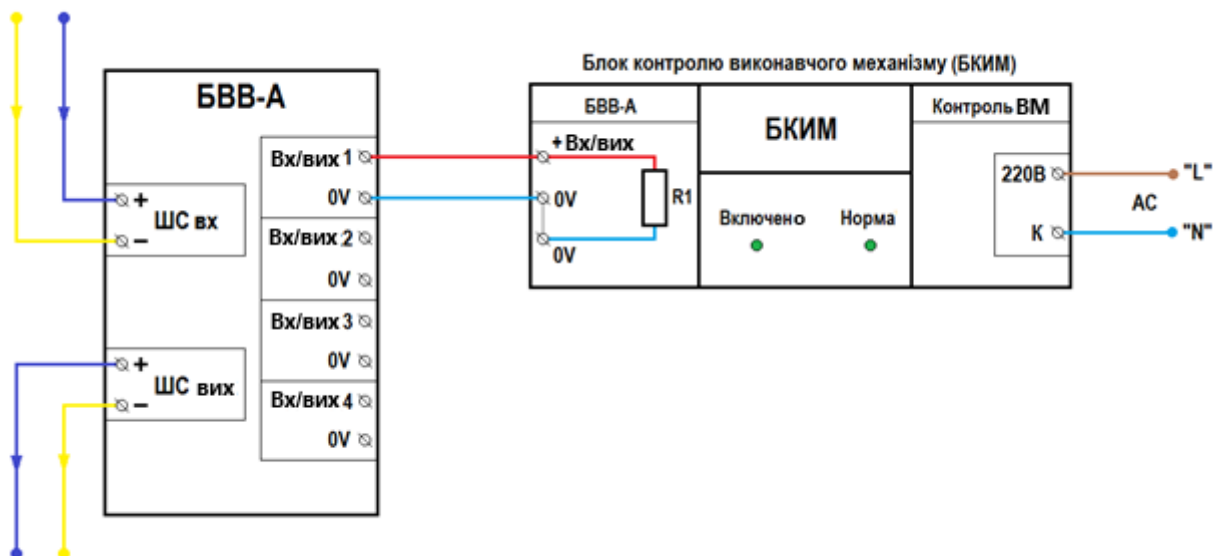 Блок контролю виконавчого механізму (БКИМ)
БВВ-А
Вх/вих 1
0V
Вх/вих 2
0V
Вх/вих 3
0V
Вх/вих 4
0V
+
ШС вх
–
+
ШС вих
–
БВВ-А
+ Вх/вих
0V
0V
R1
БКИМ
Включено
Норма
Контроль ВМ
220В
К
"L"
АС
"N"